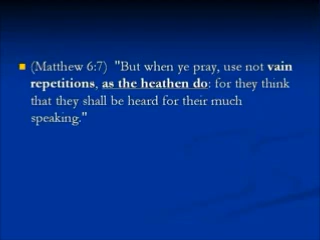 (Matthew 6:7) "But when ye pray, use not vain
repetitions, as the heathen do: for they think
that they shall be heard for their much
speaking."